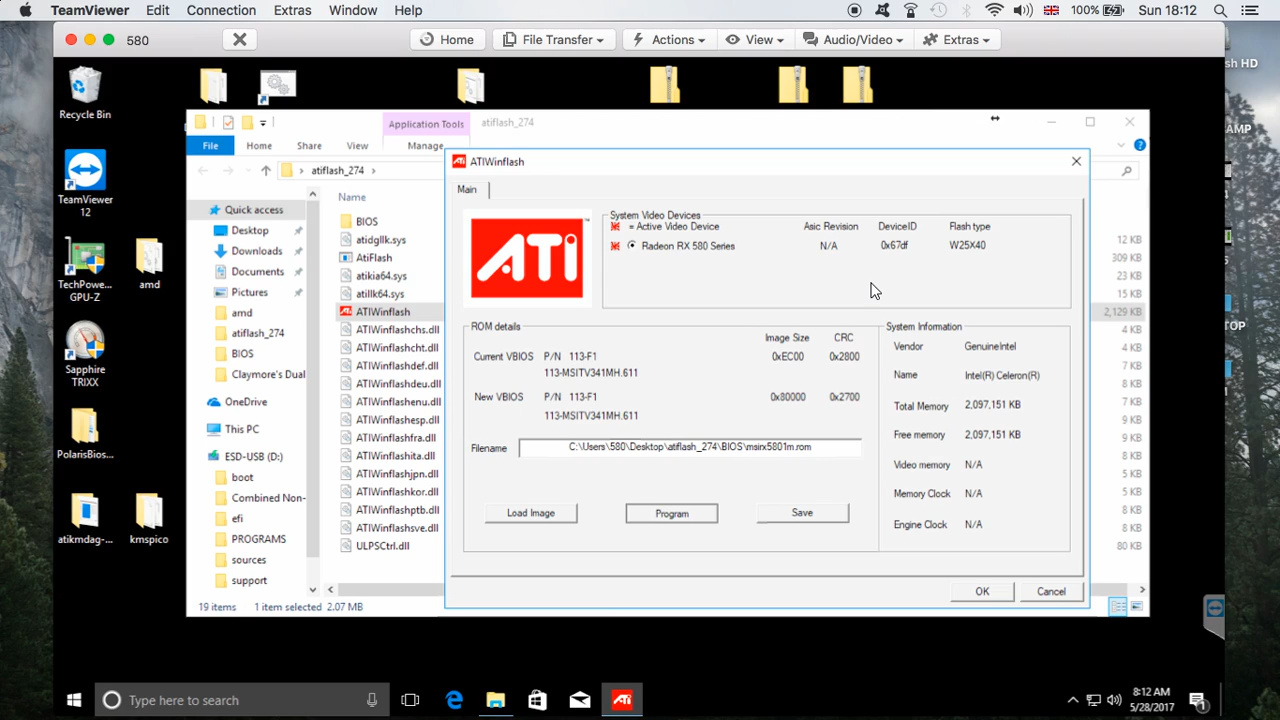 TeamViewer Edit Connection Extras Window Help 100% Sun 18:12
580 Home File Transfer Actions View Audio/Video Extras
sh HD
Recycle Bin
Application Tools atiflash_274
File Home Share View Manage
atiflash_274
TeamViewer 12
TechPowe... GPU-Z
amd
Sapphire TRIXX
PolarisBios...
atikmdag-...
kmspico
AMP
TOP
Quick access
Desktop
Downloads
Documents
Pictures
amd
atiflash_274
BIOS
Claymore's Dual
OneDrive
This PC
ESD-USB (D:)
boot
Combined Non-
efi
PROGRAMS
sources
support
Name
BIOS
atidgllk.sys
AtiFlash
atikia64.sys
atillk64.sys
ATIWinflash
ATIWinflashchs.dll
ATIWinflashcht.dll
ATIWinflashdef.dll
ATIWinflashdeu.dll
ATIWinflashenu.dll
ATIWinflashesp.dll
ATIWinflashfra.dll
ATIWinflashita.dll
ATIWinflashjpn.dll
ATIWinflashkor.dll
ATIWinflashptb.dll
ATIWinflashsve.dll
ULPSCtrl.dll
12 KB
309 KB
23 KB
15 KB
2,129 KB
4 KB
4 KB
7 KB
8 KB
7 KB
9 KB
9 KB
8 KB
5 KB
5 KB
8 KB
8 KB
80 KB
19 items 1 item selected 2.07 MB
ATi ATIWinflash
Main
ATi
System Video Devices
= Active Video Device Asic Revision DeviceID Flash type
Radeon RX 580 Series N/A 0x67df W25X40
ROM details
Image Size CRC
Current VBIOS P/N 113-F1 0xEC00 0x2800
113-MSITV341MH.611
New VBIOS P/N 113-F1 0x80000 0x2700
113-MSITV341MH.611
Filename C:\Users\580\Desktop\atiflash_274\BIOS\msirx5801m.rom
Load Image Program Save
System Information
Vendor GenuineIntel
Name Intel(R) Celeron(R)
Total Memory 2,097,151 KB
Free memory 2,097,151 KB
Video memory N/A
Memory Clock N/A
Engine Clock N/A
OK Cancel
Type here to search
ATi
8:12 AM
5/28/2017
1